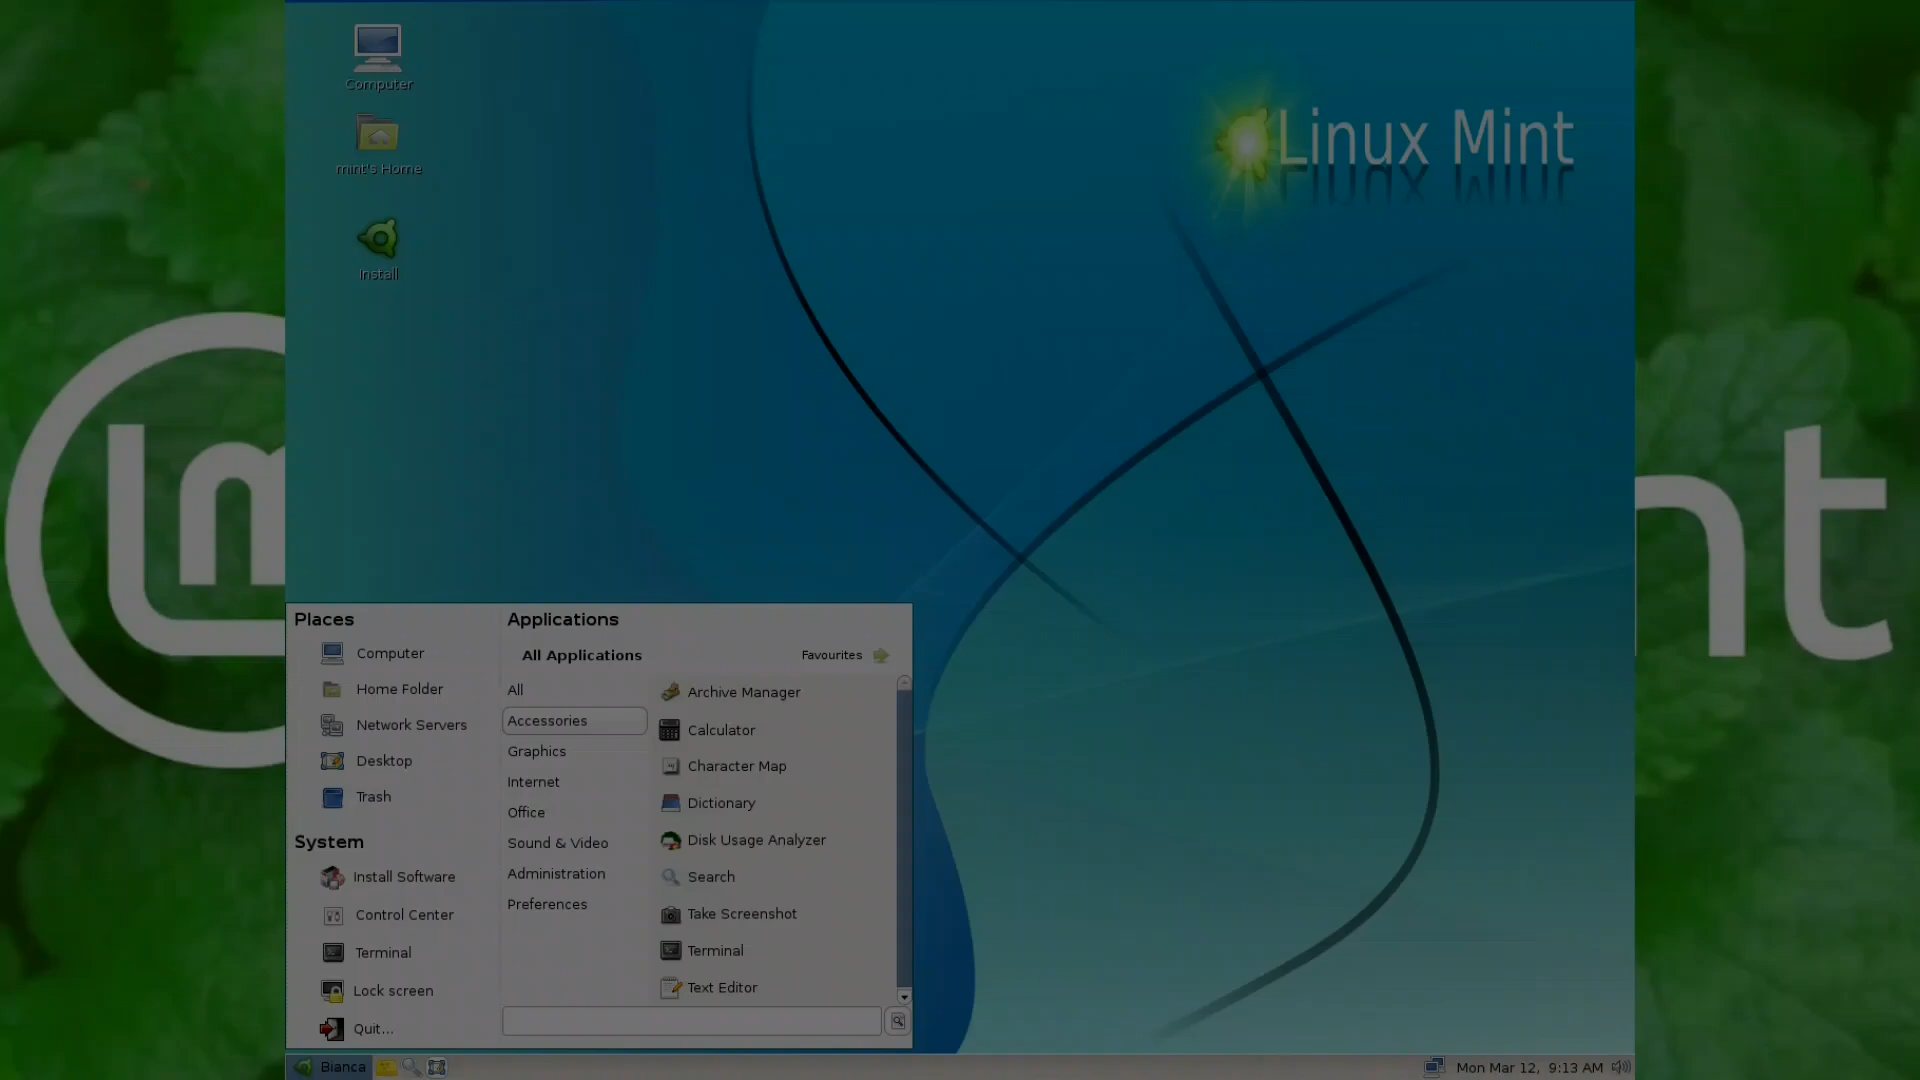 Computer
mint's Home
Install
Linux Mint
nt
Places
Computer
Home Folder
Network Servers
Desktop
Trash
System
Install Software
Control Center
Terminal
Lock screen
Quit...
Applications
All Applications
Favourites
All
Accessories
Graphics
Internet
Office
Sound & Video
Administration
Preferences
Archive Manager
Calculator
Character Map
Dictionary
Disk Usage Analyzer
Search
Take Screenshot
Terminal
Text Editor
Bianca
Mon Mar 12, 9:13 AM